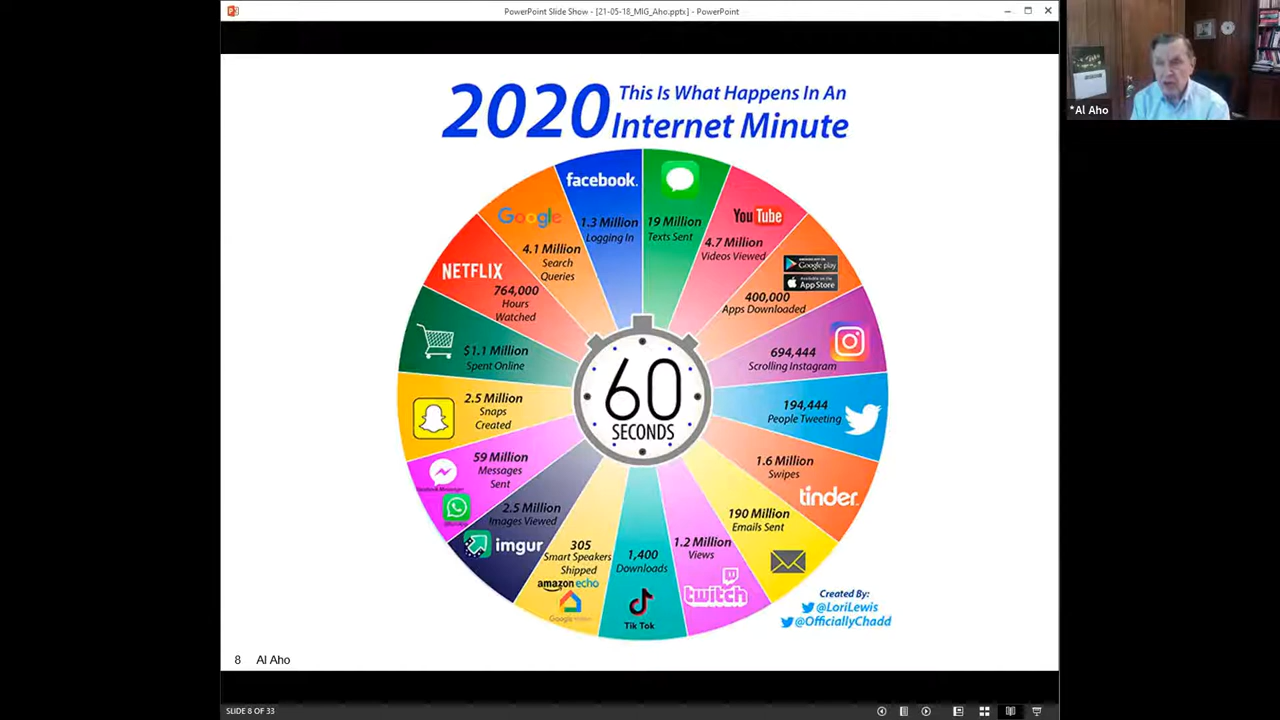 PowerPoint Slide Show - [21-05-18_MIG_Aho.pptx] - PowerPoint
*Al Aho
2020
This Is What Happens In An
Internet Minute
facebook.
1.3 Million
Logging In
19 Million
Texts Sent
YouTube
4.7 Million
Videos Viewed
Google play
App Store
400,000
Apps Downloaded
694,444
Scrolling Instagram
194,444
People Tweeting
1.6 Million
Swipes
tinder
190 Million
Emails Sent
1.2 Million
Views
twitch
1,400
Downloads
Tik Tok
305
Smart Speakers
Shipped
amazon echo
Google
2.5 Million
Images Viewed
imgur
59 Million
Messages
Sent
2.5 Million
Snaps
Created
$1.1 Million
Spent Online
NETFLIX
764,000
Hours
Watched
Google
4.1 Million
Search
Queries
60
SECONDS
Created By:
@LoriLewis
@OfficiallyChadd
8 Al Aho
SLIDE 8 OF 33